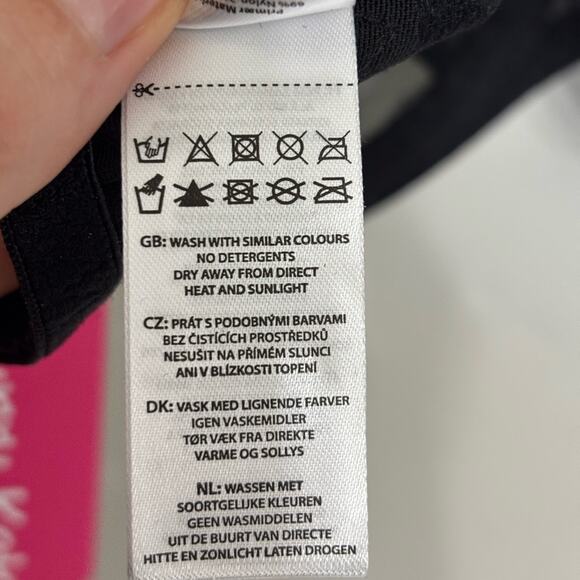 GB: WASH WITH SIMILAR COLOURS
NO DETERGENTS
DRY AWAY FROM DIRECT
HEAT AND SUNLIGHT
CZ: PRÁT S PODOBNÝMI BARVAMI
BEZ ČISTÍCÍCH PROSTŘEDKŮ
NESUŠIT NA PŘÍMÉM SLUNCI
ANI V BLÍZKOSTI TOPENÍ
DK: VASK MED LIGNENDE FARVER
IGEN VASKEMIDLER
TØR VÆK FRA DIREKTE
VARME OG SOLLYS
NL: WASSEN MET
SOORTGELIJKE KLEUREN
GEEN WASMIDDELEN
UIT DE BUURT VAN DIRECTE
HITTE EN ZONLICHT LATEN DROGEN